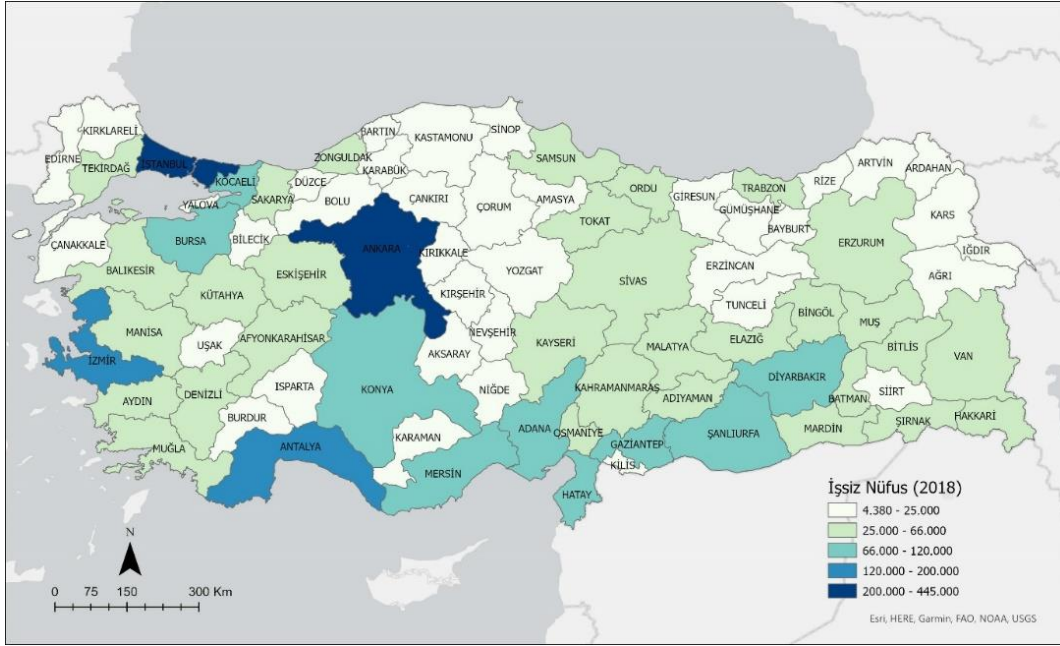 KIRKLARELİ
EDİRNE
TEKİRDAĞ
İSTANBUL
KOCAELİ
YALOVA
SAKARYA
DÜZCE
ZONGULDAK
BARTIN
KARABÜK
KASTAMONU
SİNOP
SAMSUN
ORDU
GİRESUN
TRABZON
RİZE
ARTVİN
ARDAHAN
KARS
IĞDIR
AĞRI
ERZURUM
BAYBURT
GÜMÜŞHANE
ERZİNCAN
TUNCELİ
BİNGÖL
MUŞ
BİTLİS
VAN
ÇANAKKALE
BURSA
BİLECİK
BOLU
ÇANKIRI
ÇORUM
AMASYA
TOKAT
SİVAS
YOZGAT
KIRIKKALE
ANKARA
ESKİŞEHİR
BALIKESİR
KÜTAHYA
MANİSA
UŞAK
AFYONKARAHİSAR
İZMİR
AYDIN
DENİZLİ
ISPARTA
BURDUR
MUĞLA
ANTALYA
KONYA
KARAMAN
MERSİN
AKSARAY
KIRŞEHİR
NEVŞEHİR
NİĞDE
KAYSERİ
ADANA
OSMANİYE
HATAY
KİLİS
GAZİANTEP
KAHRAMANMARAŞ
MALATYA
ADIYAMAN
ELAZIĞ
ŞANLIURFA
DİYARBAKIR
MARDİN
BATMAN
SİİRT
ŞIRNAK
HAKKARİ
İşsiz Nüfus (2018)
4.380 - 25.000
25.000 - 66.000
66.000 - 120.000
120.000 - 200.000
200.000 - 445.000
N
0 75 150 300 Km
Esri, HERE, Garmin, FAO, NOAA, USGS